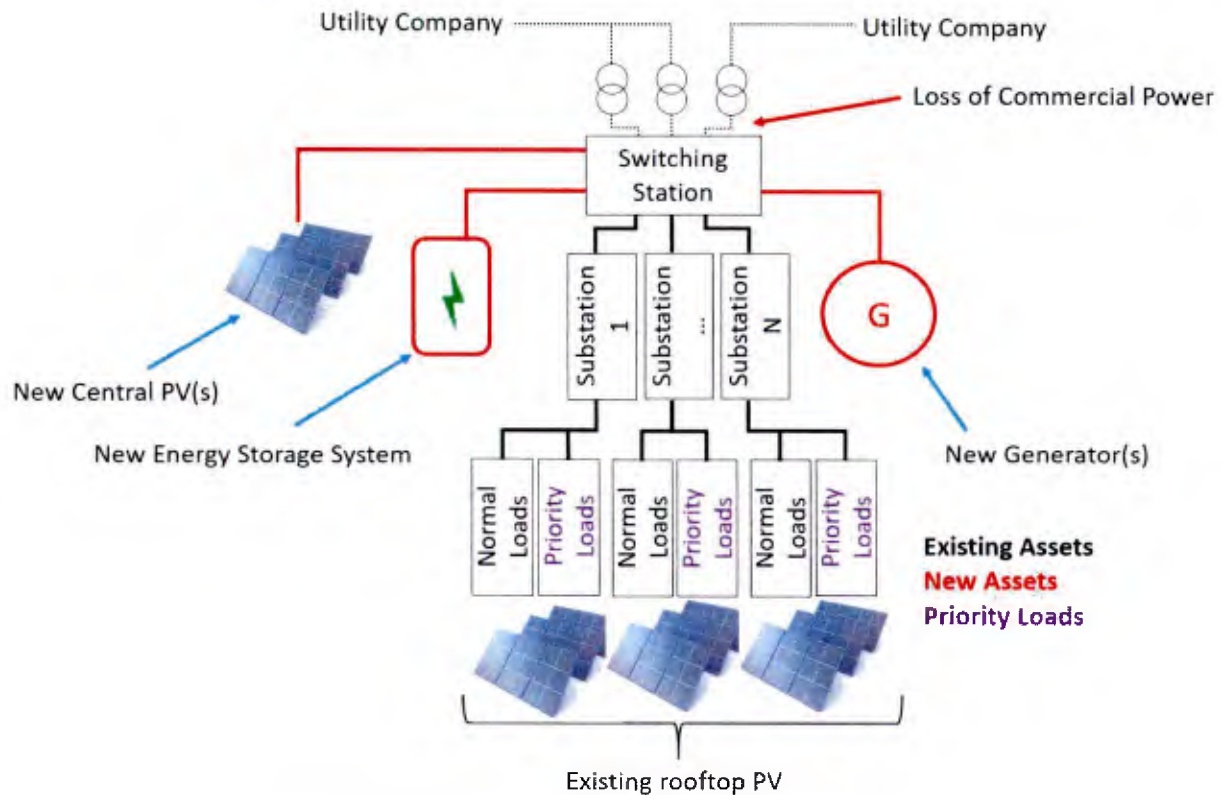 Utility Company
Utility Company
Loss of Commercial Power
Switching
Station
Substation
1
Substation
...
Substation
N
G
New Central PV(s)
New Energy Storage System
New Generator(s)
Normal
Loads
Priority
Loads
Normal
Loads
Priority
Loads
Normal
Loads
Priority
Loads
Existing Assets
New Assets
Priority Loads
Existing rooftop PV